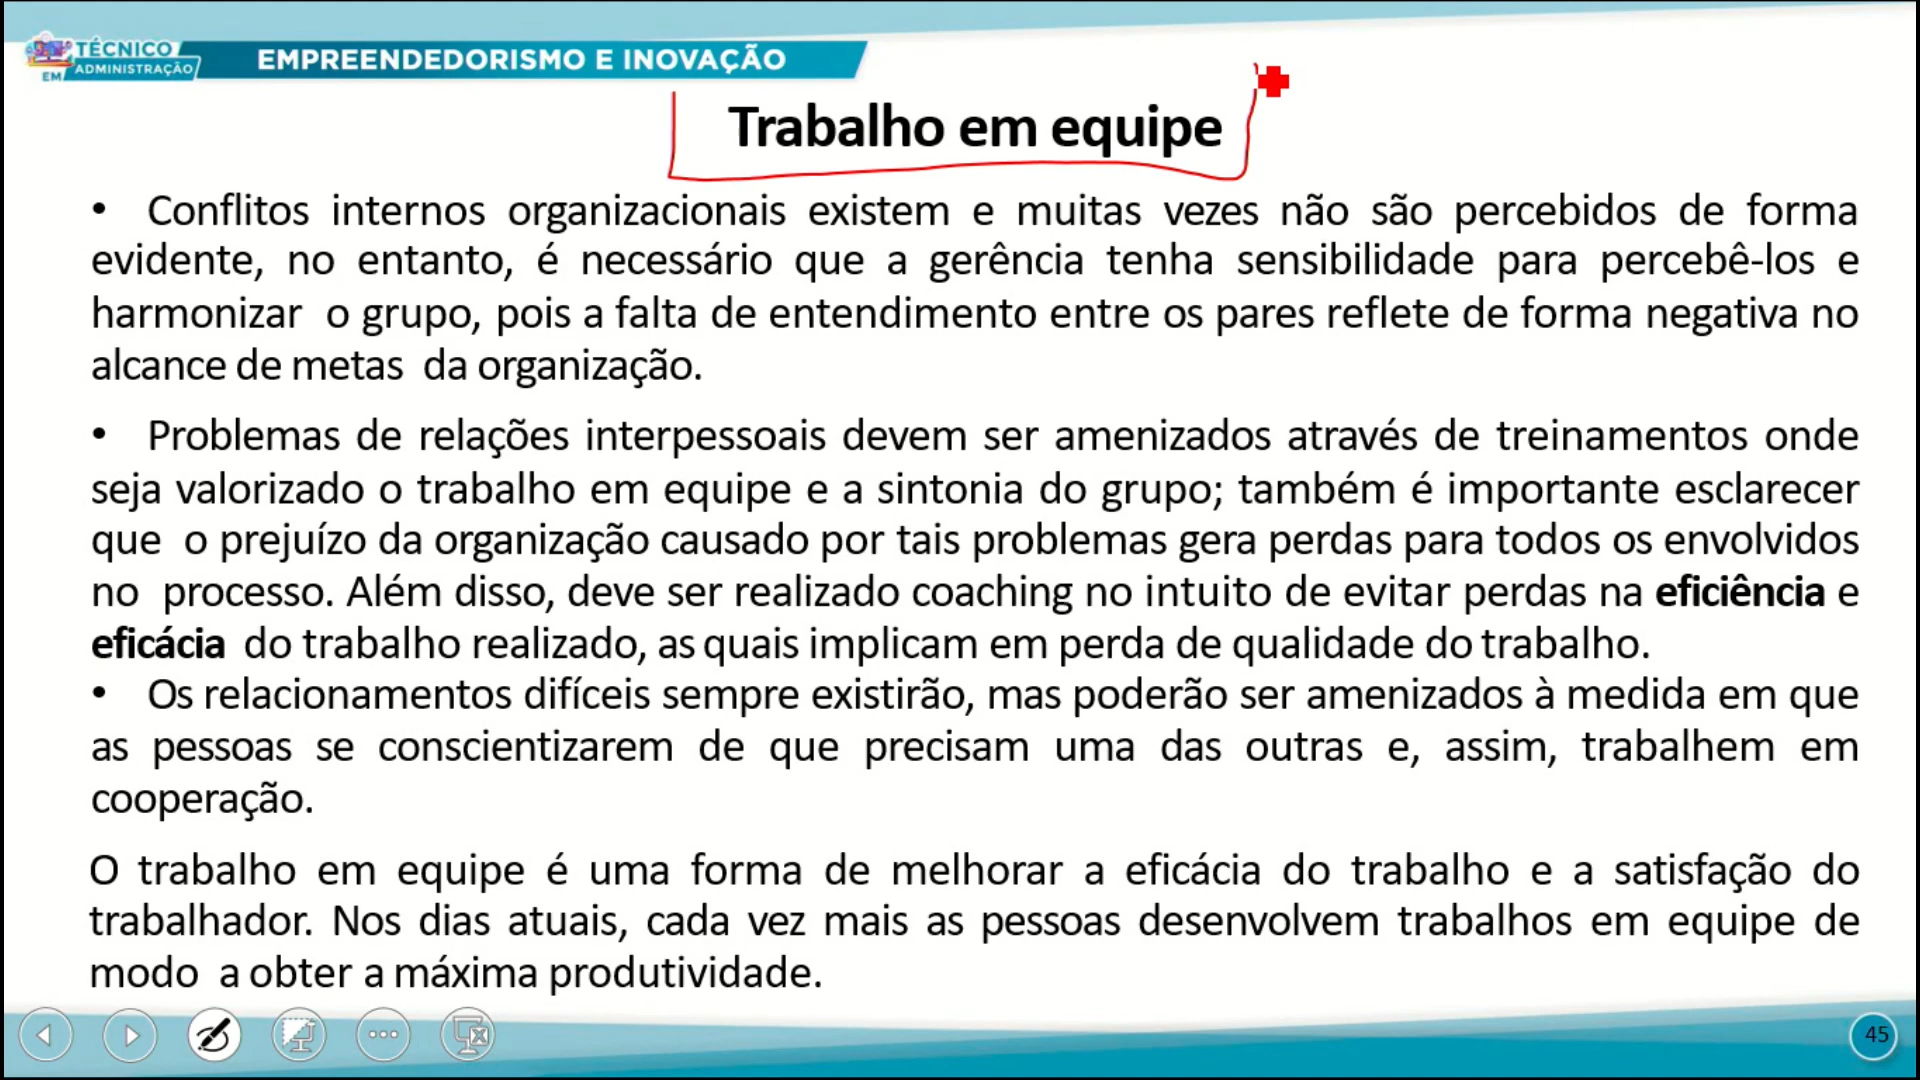 TÉCNICO
EM ADMINISTRAÇÃO
EMPREENDEDORISMO E INOVAÇÃO
Trabalho em equipe
• Conflitos internos organizacionais existem e muitas vezes não são percebidos de forma
evidente, no entanto, é necessário que a gerência tenha sensibilidade para percebê-los e
harmonizar o grupo, pois a falta de entendimento entre os pares reflete de forma negativa no
alcance de metas da organização.
• Problemas de relações interpessoais devem ser amenizados através de treinamentos onde
seja valorizado o trabalho em equipe e a sintonia do grupo; também é importante esclarecer
que o prejuízo da organização causado por tais problemas gera perdas para todos os envolvidos
no processo. Além disso, deve ser realizado coaching no intuito de evitar perdas na eficiência e
eficácia do trabalho realizado, as quais implicam em perda de qualidade do trabalho.
• Os relacionamentos difíceis sempre existirão, mas poderão ser amenizados à medida em que
as pessoas se conscientizarem de que precisam uma das outras e, assim, trabalhem em
cooperação.
O trabalho em equipe é uma forma de melhorar a eficácia do trabalho e a satisfação do
trabalhador. Nos dias atuais, cada vez mais as pessoas desenvolvem trabalhos em equipe de
modo a obter a máxima produtividade.
45